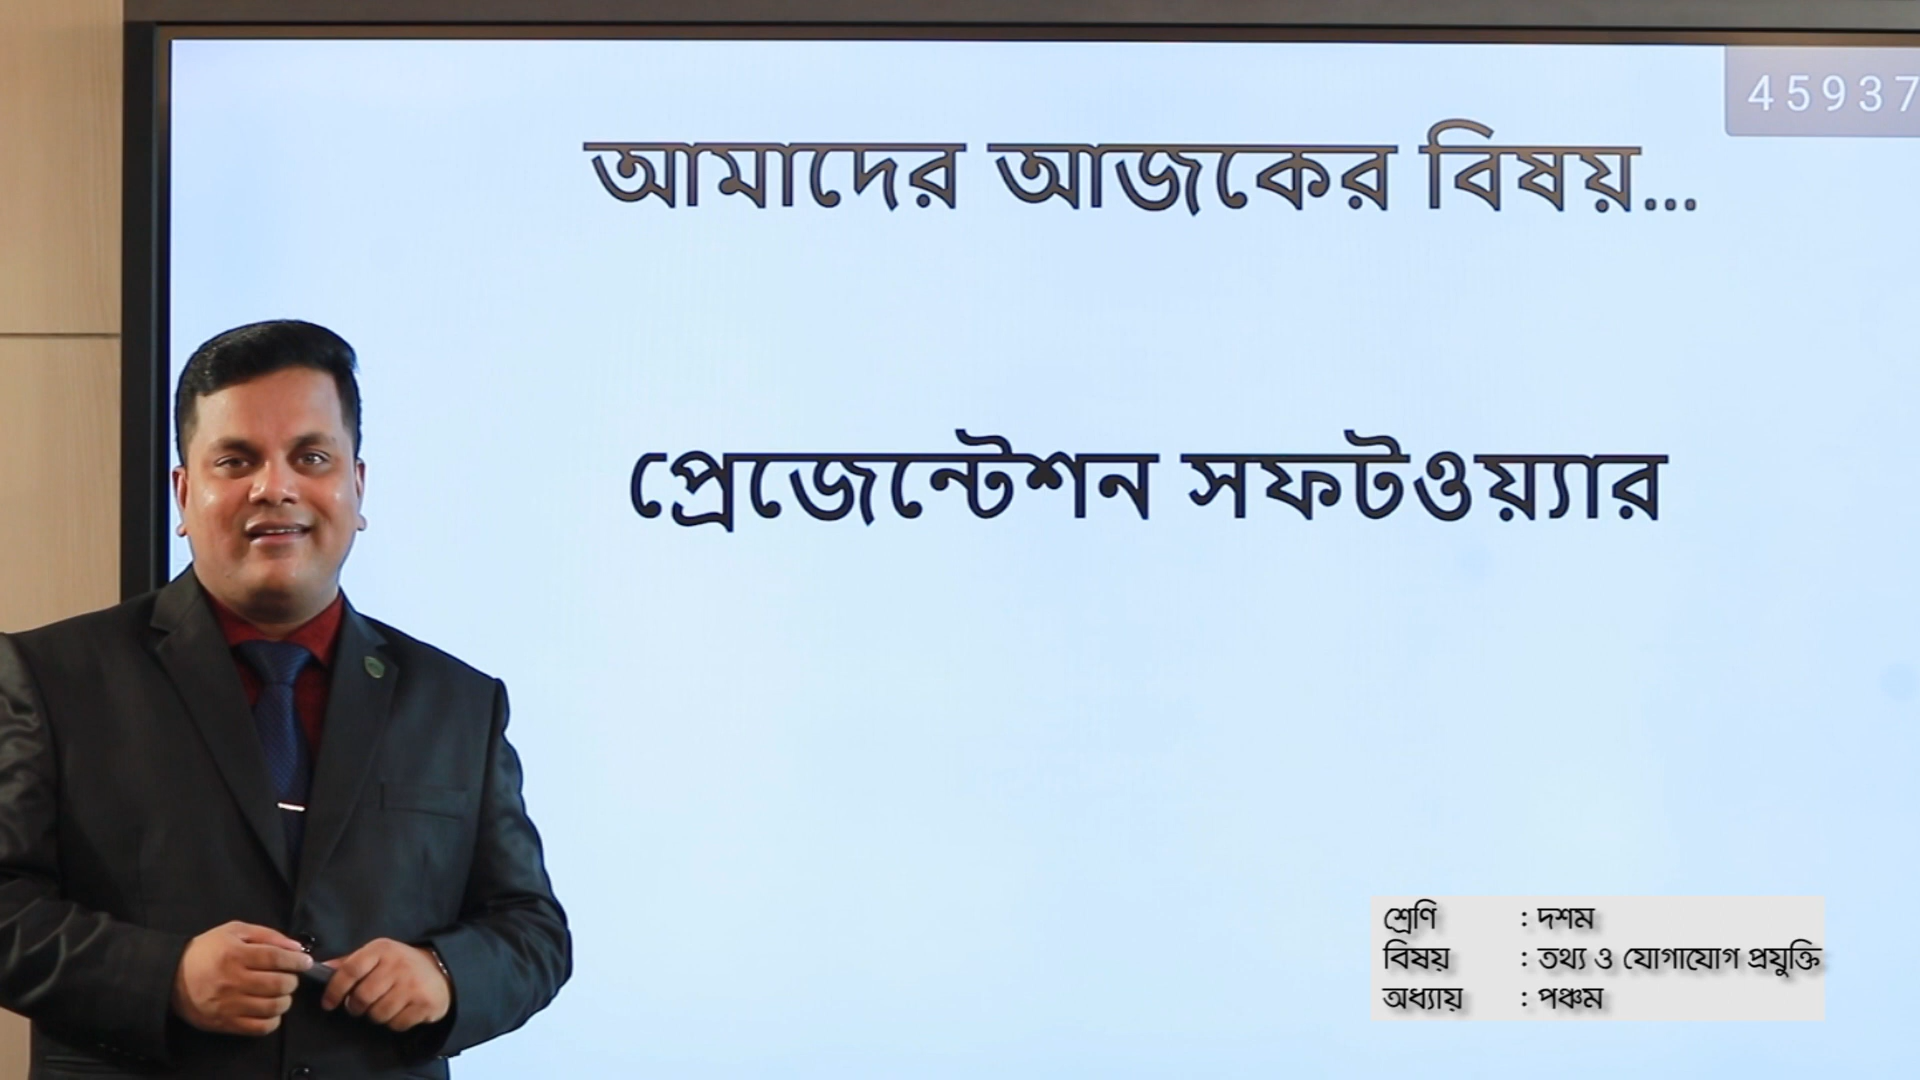 45937
আমাদের আজকের বিষয়...
প্রেজেন্টেশন সফটওয়্যার
শ্রেণি : দশম
বিষয় : তথ্য ও যোগাযোগ প্রযুক্তি
অধ্যায় : পঞ্চম